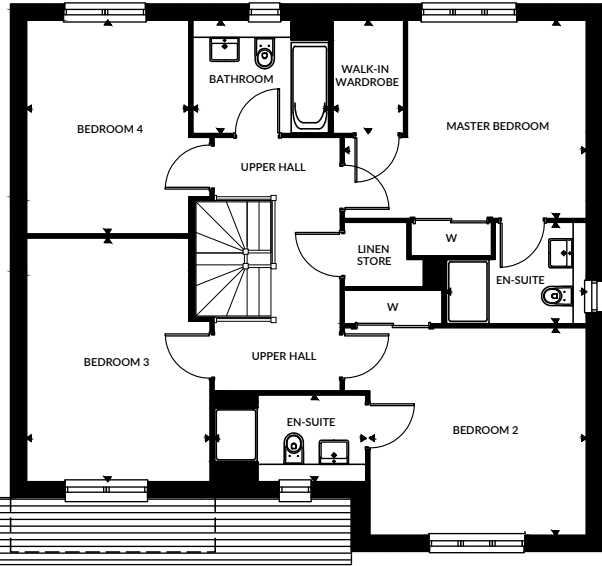 BATHROOM
WALK-IN
WARDROBE
BEDROOM 4
MASTER BEDROOM
UPPER HALL
W
LINEN
STORE
EN-SUITE
W
BEDROOM 3
UPPER HALL
EN-SUITE
BEDROOM 2